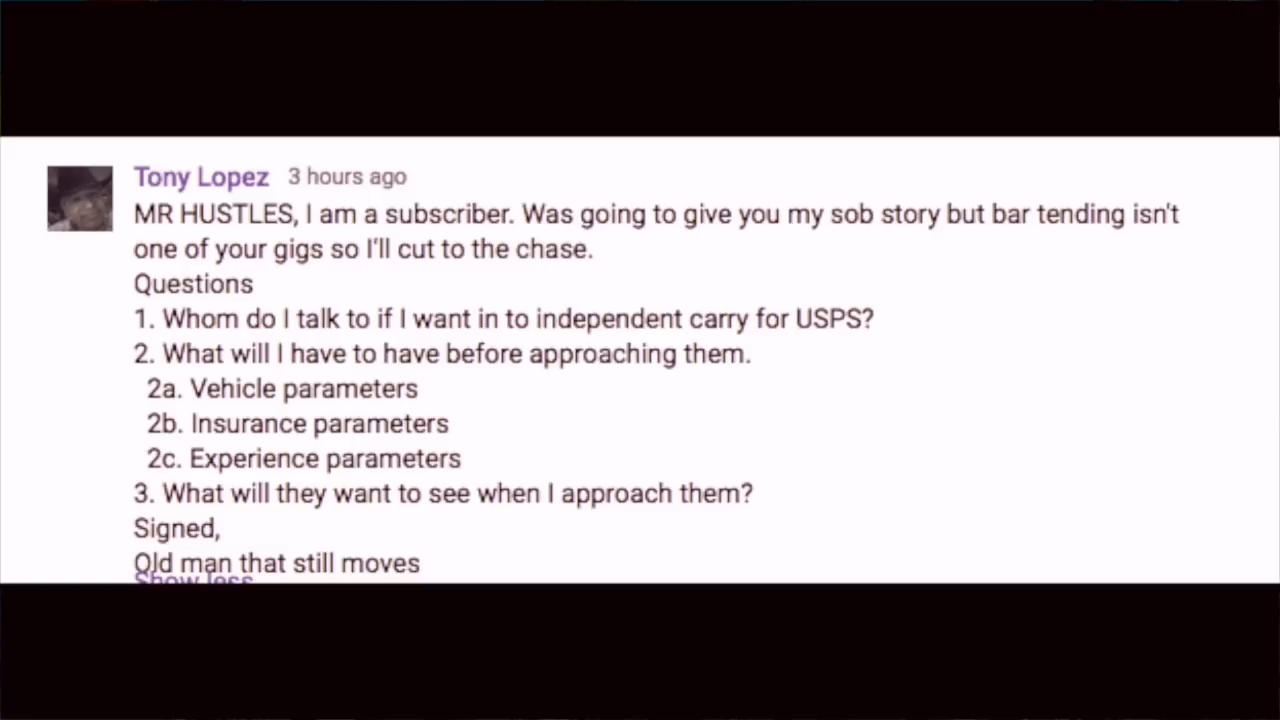 Tony Lopez 3 hours ago
MR HUSTLES, I am a subscriber. Was going to give you my sob story but bar tending isn't
one of your gigs so I'll cut to the chase.
Questions
1. Whom do I talk to if I want in to independent carry for USPS?
2. What will I have to have before approaching them.
2a. Vehicle parameters
2b. Insurance parameters
2c. Experience parameters
3. What will they want to see when I approach them?
Signed,
Old man that still moves
Show less